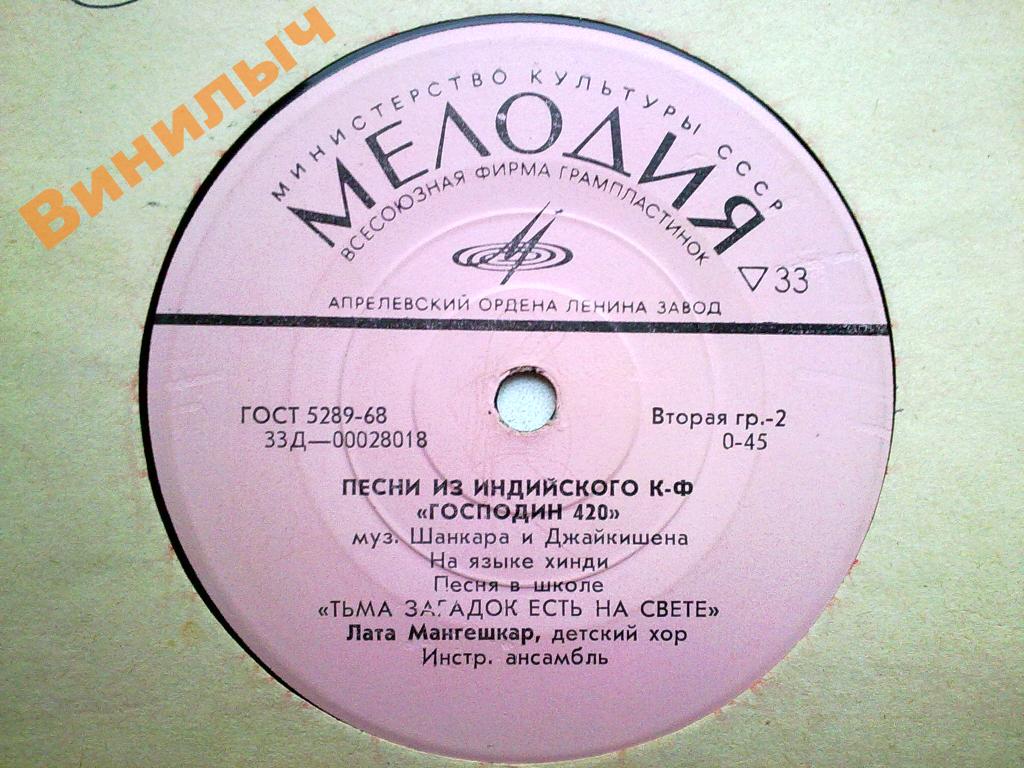 Винилыч
МИНИСТЕРСТВО КУЛЬТУРЫ СССР
МЕЛОДИЯ
ВСЕСОЮЗНАЯ ФИРМА ГРАМПЛАСТИНОК
▽33
АПРЕЛЕВСКИЙ ОРДЕНА ЛЕНИНА ЗАВОД
ГОСТ 5289-68
Вторая гр.-2
33Д—00028018
0-45
ПЕСНИ ИЗ ИНДИЙСКОГО К-Ф
«ГОСПОДИН 420»
муз. Шанкара и Джайкишена
На языке хинди
Песня в школе
«ТЬМА ЗАГАДОК ЕСТЬ НА СВЕТЕ»
Лата Мангешкар, детский хор
Инстр. ансамбль